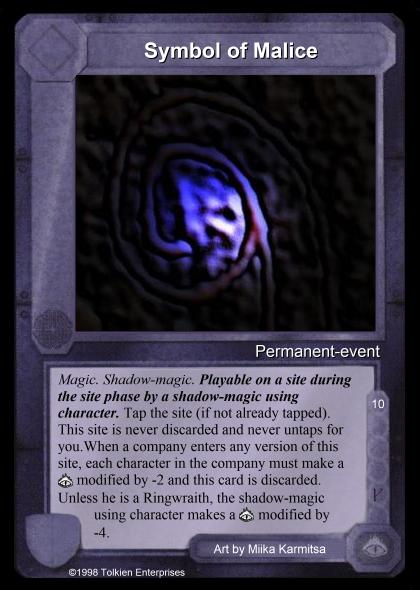 Symbol of Malice
Permanent-event
Magic. Shadow-magic. Playable on a site during
the site phase by a shadow-magic using
character. Tap the site (if not already tapped).
This site is never discarded and never untaps for
you.When a company enters any version of this
site, each character in the company must make a
modified by -2 and this card is discarded.
Unless he is a Ringwraith, the shadow-magic
using character makes a modified by
-4.
10
Art by Miika Karmitsa
©1998 Tolkien Enterprises